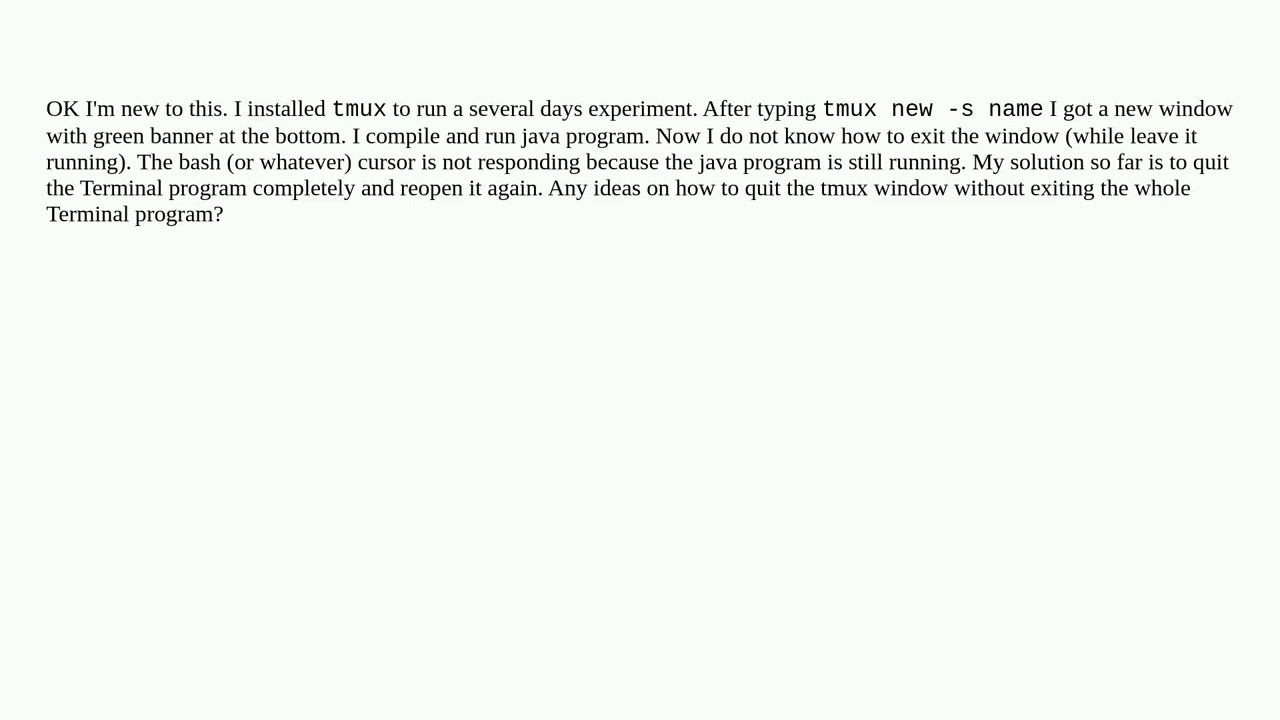 OK I'm new to this. I installed tmux to run a several days experiment. After typing tmux new -s name I got a new window
with green banner at the bottom. I compile and run java program. Now I do not know how to exit the window (while leave it
running). The bash (or whatever) cursor is not responding because the java program is still running. My solution so far is to quit
the Terminal program completely and reopen it again. Any ideas on how to quit the tmux window without exiting the whole
Terminal program?